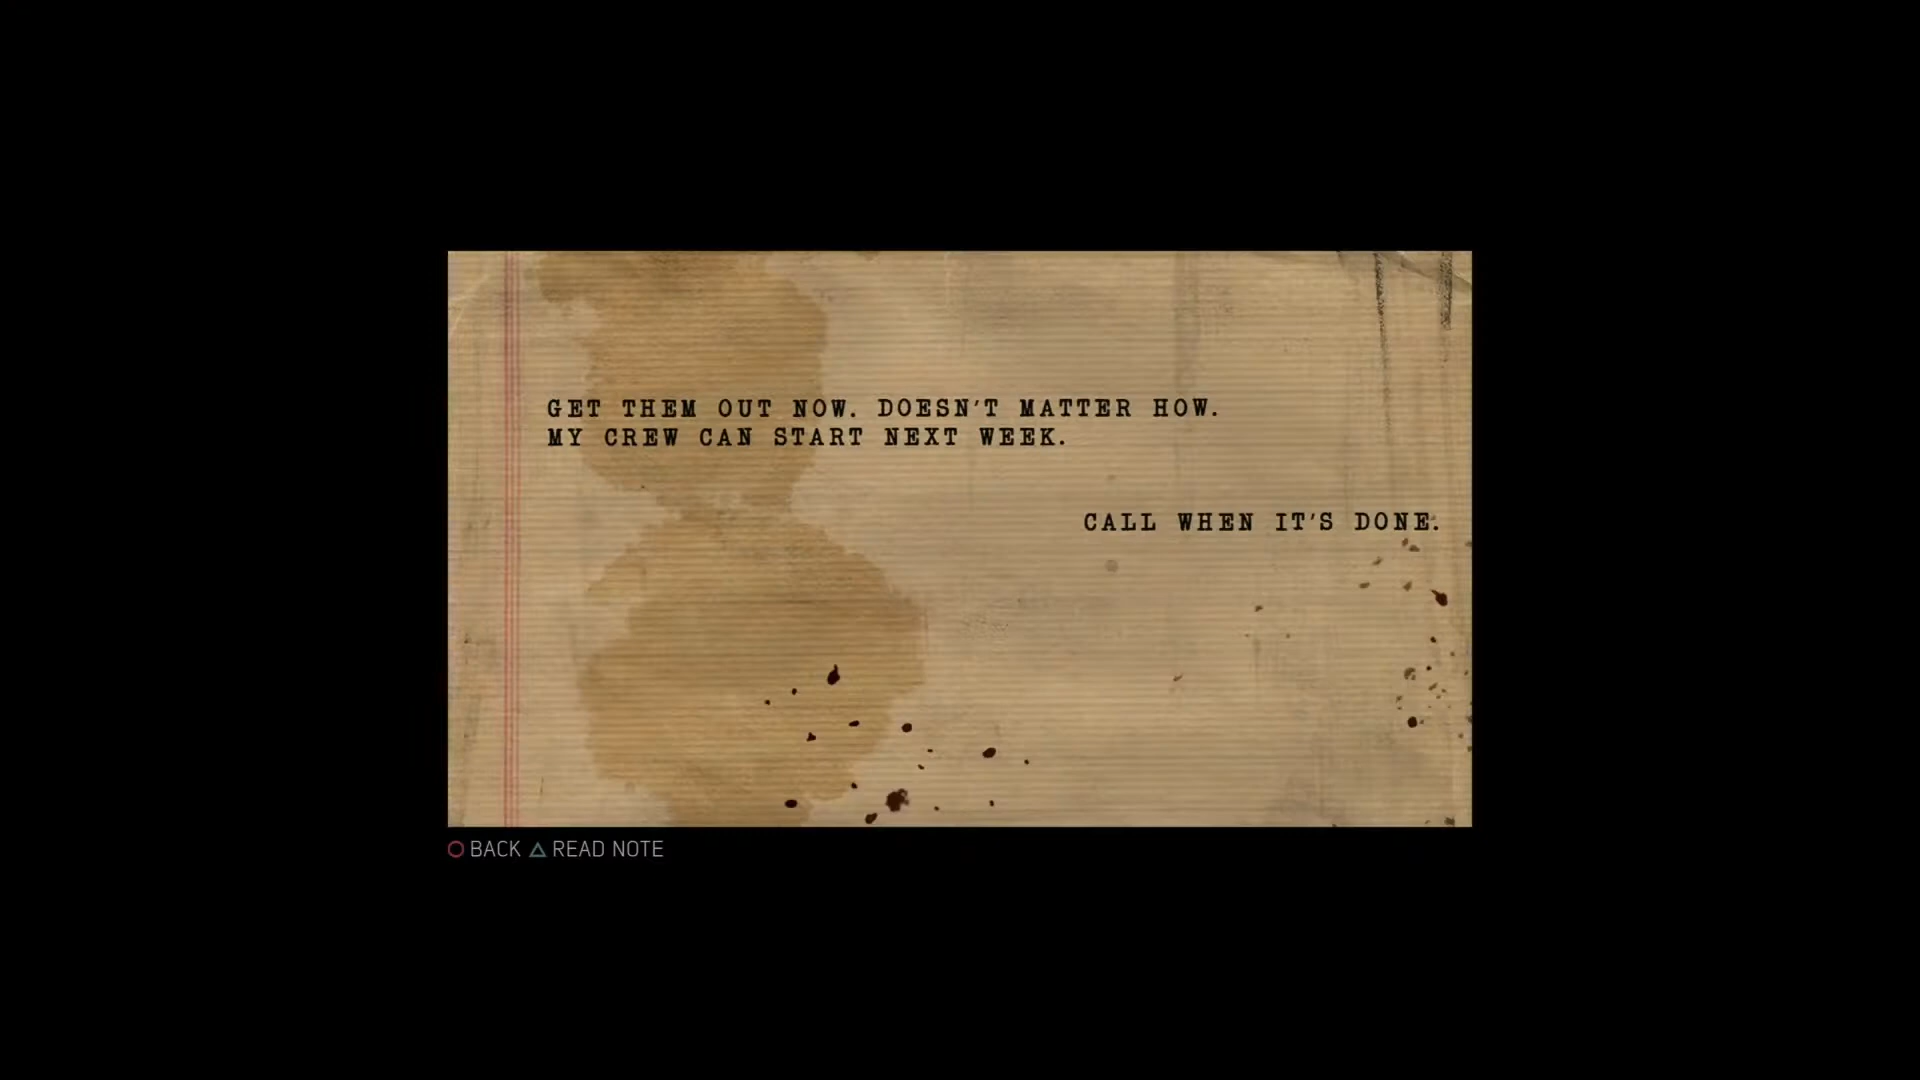 GET THEM OUT NOW. DOESN'T MATTER HOW.
MY CREW CAN START NEXT WEEK.
CALL WHEN IT'S DONE.
BACK READ NOTE